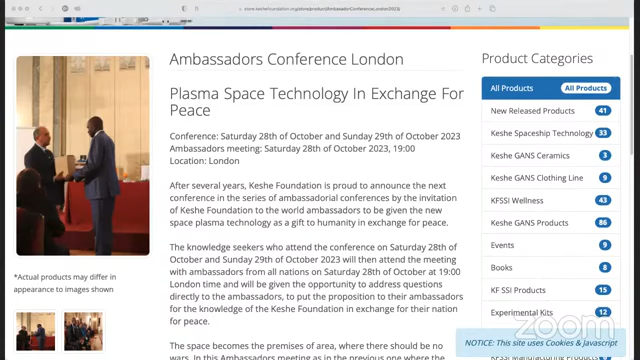 store.keshefoundation.org/store/product/AmbassadorConferenceLondon2023/
Ambassadors Conference London
Plasma Space Technology In Exchange For
Peace
Conference: Saturday 28th of October and Sunday 29th of October 2023
Ambassadors meeting: Saturday 28th of October 2023, 19:00
Location: London
After several years, Keshe Foundation is proud to announce the next
conference in the series of ambassadorial conferences by the invitation
of Keshe Foundation to the world ambassadors to be given the new
space plasma technology as a gift to humanity in exchange for peace.
The knowledge seekers who attend the conference on Saturday 28th of
October and Sunday 29th of October 2023 will then attend the
meeting with ambassadors from all nations on 28th of October at 19:00
London time and will be given the opportunity to address questions
directly to the ambassadors, to put the proposition to their ambassadors
for the knowledge of the Keshe Foundation in exchange for their nation
for peace.
The space becomes the premises of area, where there should be no
wars. In this Ambassadors meeting as in the previous one where the
*Actual products may differ in
appearance to images shown
Product Categories
All Products All Products
New Released Products 41
Keshe Spaceship Technology 33
Keshe GANS Ceramics 3
Keshe GANS Clothing Line 9
KFSSI Wellness 43
Keshe GANS Products 86
Events 9
Books 8
KF SSI Products 15
Experimental Kits 12
NOTICE: This site uses Cookies & Javascript
KFSSI Manufacturing Products
zoom